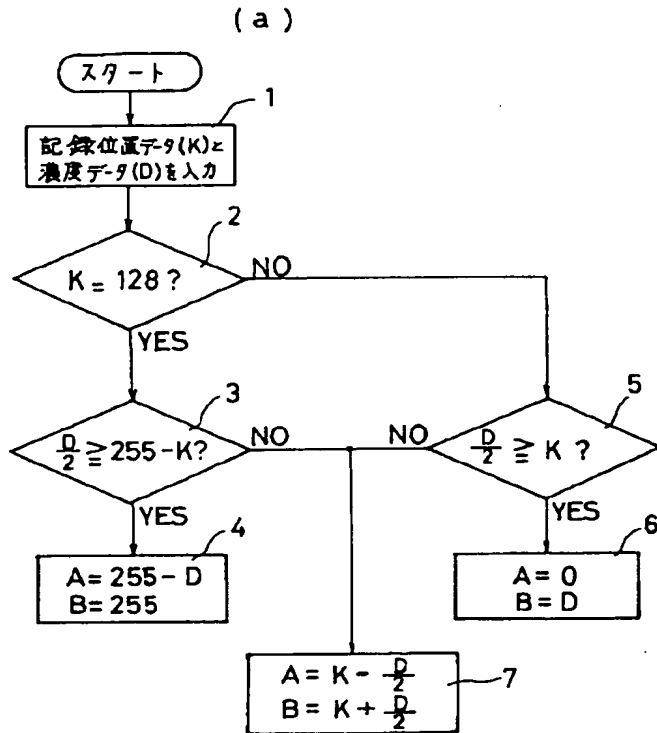 (a)
スタート
1
記録位置データ(K)と
濃度データ(D)を入力
2
K = 128 ?
NO
YES
3
D/2 ≧ 255 - K?
NO
YES
5
D/2 ≧ K ?
NO
YES
4
A = 255 - D
B = 255
6
A = 0
B = D
7
A = K - D/2
B = K + D/2